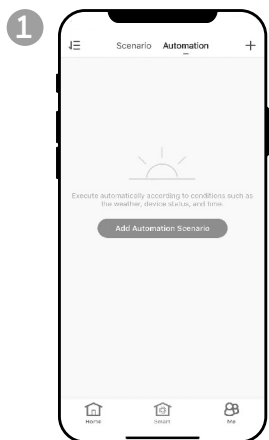 1
Scenario Automation +
Execute automatically according to conditions such as
the weather, device status, and time.
Add Automation Scenario
Home Smart Me